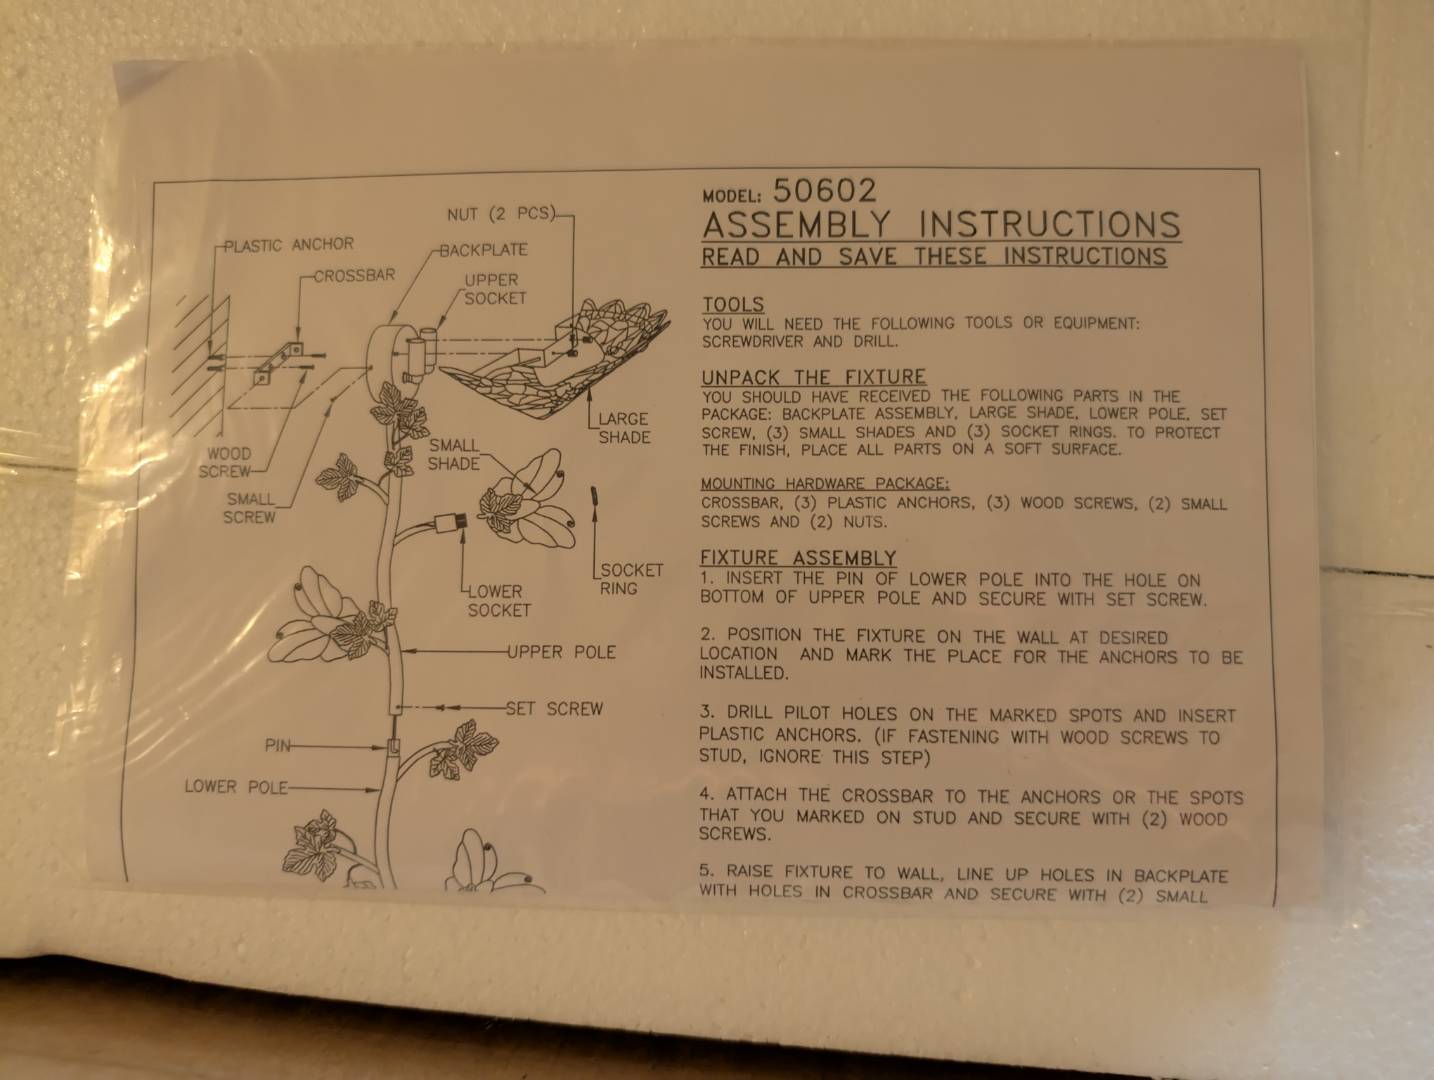 NUT (2 PCS)
PLASTIC ANCHOR
BACKPLATE
CROSSBAR
UPPER
SOCKET
LARGE
SHADE
WOOD
SCREW
SMALL
SHADE
SMALL
SCREW
SOCKET
RING
LOWER
SOCKET
UPPER POLE
SET SCREW
PIN
LOWER POLE
MODEL: 50602
ASSEMBLY INSTRUCTIONS
READ AND SAVE THESE INSTRUCTIONS
TOOLS
YOU WILL NEED THE FOLLOWING TOOLS OR EQUIPMENT:
SCREWDRIVER AND DRILL.
UNPACK THE FIXTURE
YOU SHOULD HAVE RECEIVED THE FOLLOWING PARTS IN THE
PACKAGE: BACKPLATE ASSEMBLY, LARGE SHADE, LOWER POLE, SET
SCREW, (3) SMALL SHADES AND (3) SOCKET RINGS. TO PROTECT
THE FINISH, PLACE ALL PARTS ON A SOFT SURFACE.
MOUNTING HARDWARE PACKAGE:
CROSSBAR, (3) PLASTIC ANCHORS, (3) WOOD SCREWS, (2) SMALL
SCREWS AND (2) NUTS.
FIXTURE ASSEMBLY
1. INSERT THE PIN OF LOWER POLE INTO THE HOLE ON
BOTTOM OF UPPER POLE AND SECURE WITH SET SCREW.
2. POSITION THE FIXTURE ON THE WALL AT DESIRED
LOCATION AND MARK THE PLACE FOR THE ANCHORS TO BE
INSTALLED.
3. DRILL PILOT HOLES ON THE MARKED SPOTS AND INSERT
PLASTIC ANCHORS. (IF FASTENING WITH WOOD SCREWS TO
STUD, IGNORE THIS STEP)
4. ATTACH THE CROSSBAR TO THE ANCHORS OR THE SPOTS
THAT YOU MARKED ON STUD AND SECURE WITH (2) WOOD
SCREWS.
5. RAISE FIXTURE TO WALL, LINE UP HOLES IN BACKPLATE
WITH HOLES IN CROSSBAR AND SECURE WITH (2) SMALL